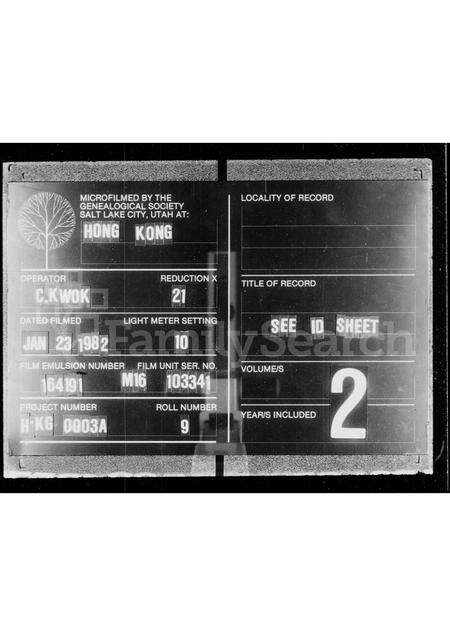 MICROFILMED BY THE
GENEALOGICAL SOCIETY
SALT LAKE CITY, UTAH AT:
HONG KONG
OPERATOR REDUCTION X
C.KWOK 21
DATE FILMED LIGHT METER SETTING
JAN 23 1982 10
FILM EMULSION NUMBER FILM UNIT SER. NO.
164191 M16 103341
PROJECT NUMBER ROLL NUMBER
H-KG 0003A 9
LOCALITY OF RECORD
TITLE OF RECORD
SEE ID SHEET
VOLUME/S
2
YEAR/S INCLUDED
FamilySearch